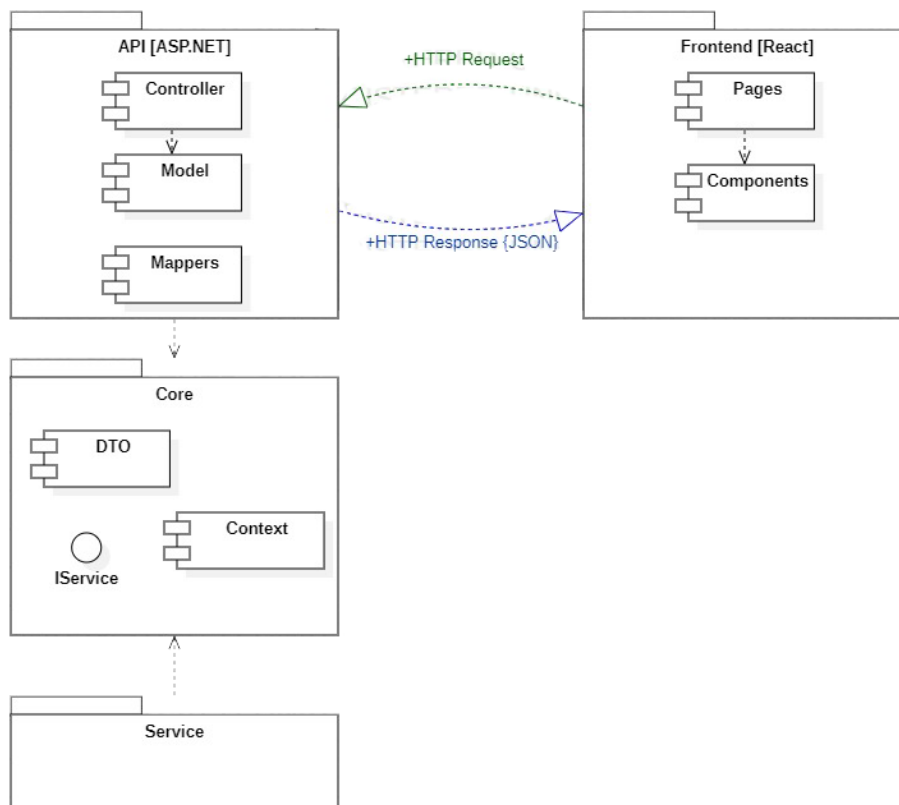 API [ASP.NET]
Controller
Model
Mappers
+HTTP Request
+HTTP Response {JSON}
Frontend [React]
Pages
Components
Core
DTO
Context
IService
Service